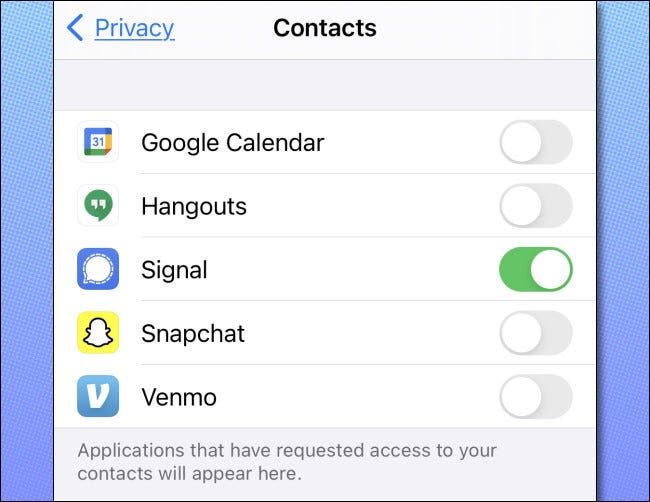 Privacy Contacts
31 Google Calendar
Hangouts
Signal
Snapchat
Venmo
Applications that have requested access to your
contacts will appear here.